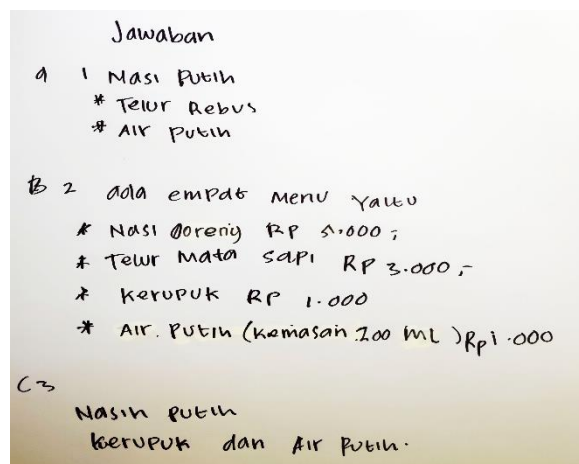 Jawaban
a 1 Nasi Putih
* Telur Rebus
* Air Putih
B 2 ada empat Menu Yaitu
* Nasi Goreng RP 5.000,-
* Telur Mata Sapi RP 3.000,-
* Kerupuk RP 1.000
* Air. Putih (Kemasan 200 ML) Rp1.000
C 3
Nasih Putih
Kerupuk dan Air Putih.